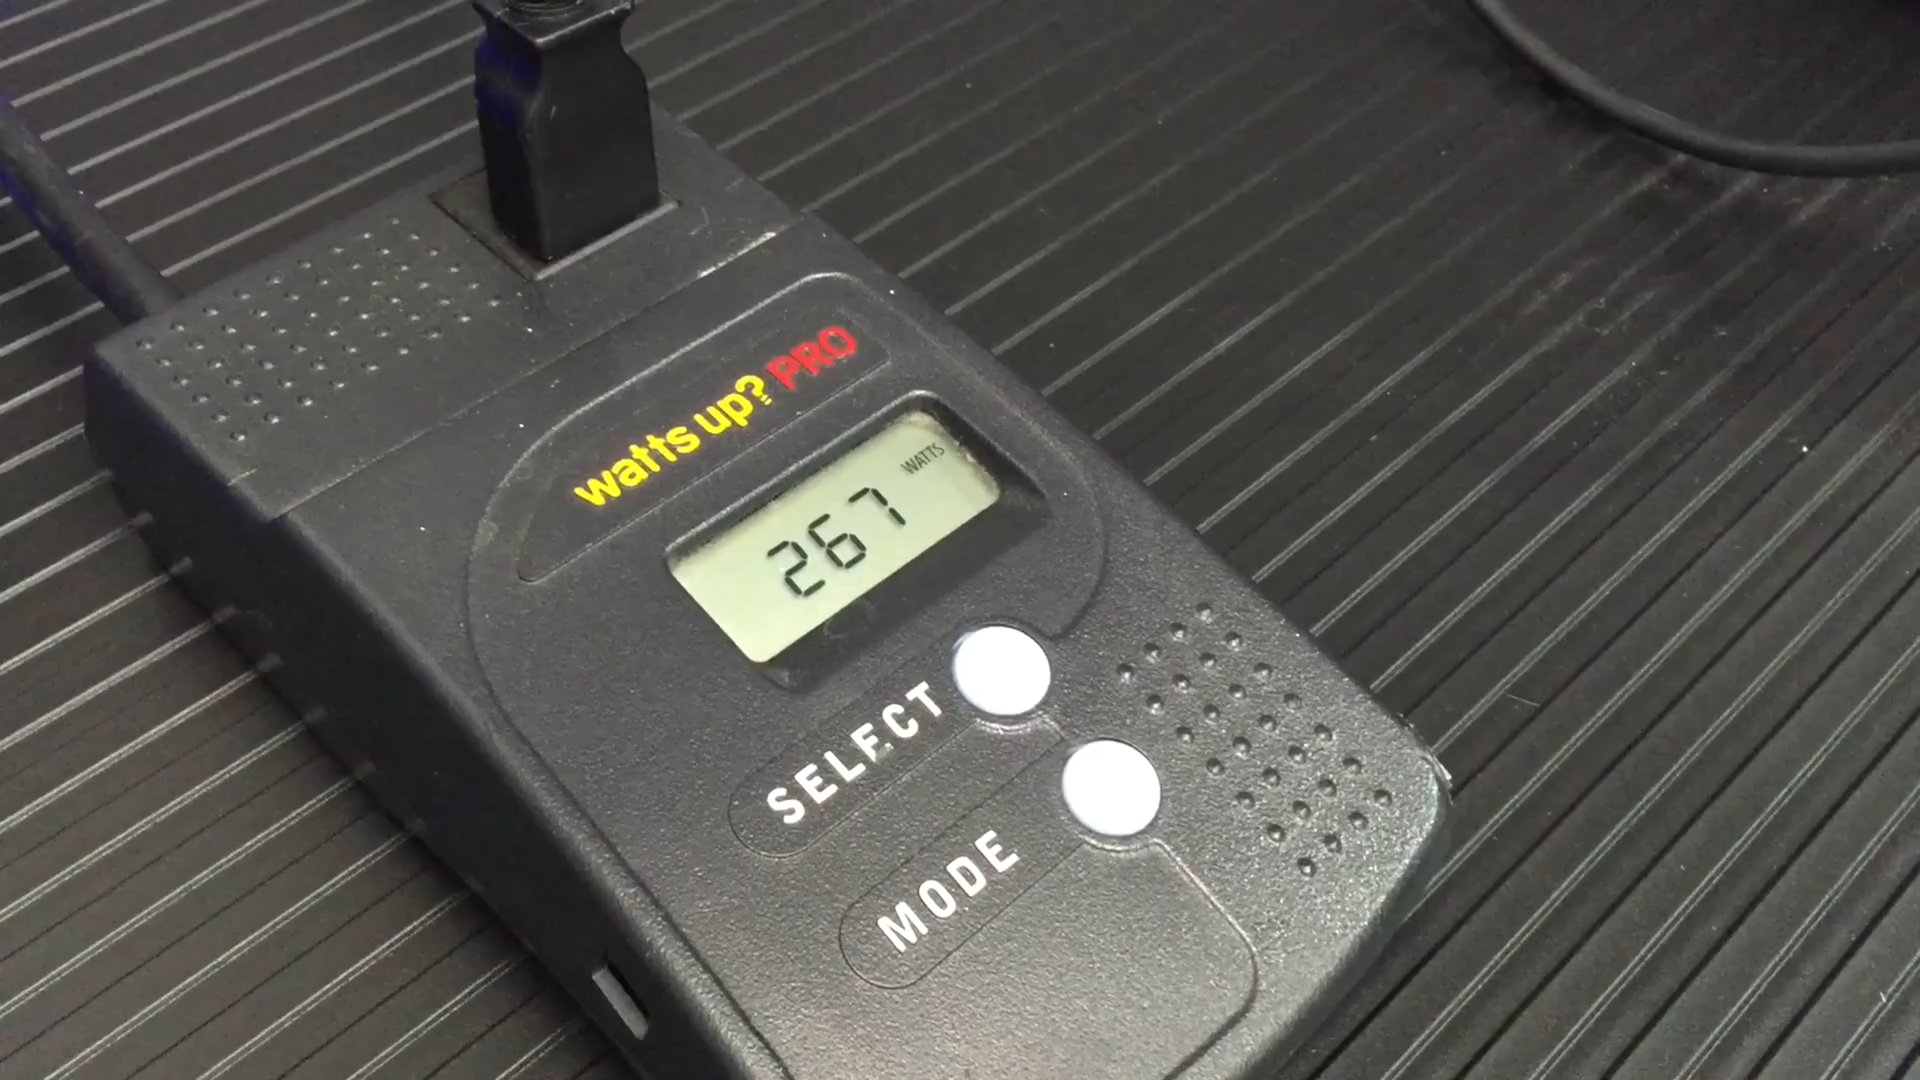 watts up? PRO
WATTS
267
SELECT
MODE